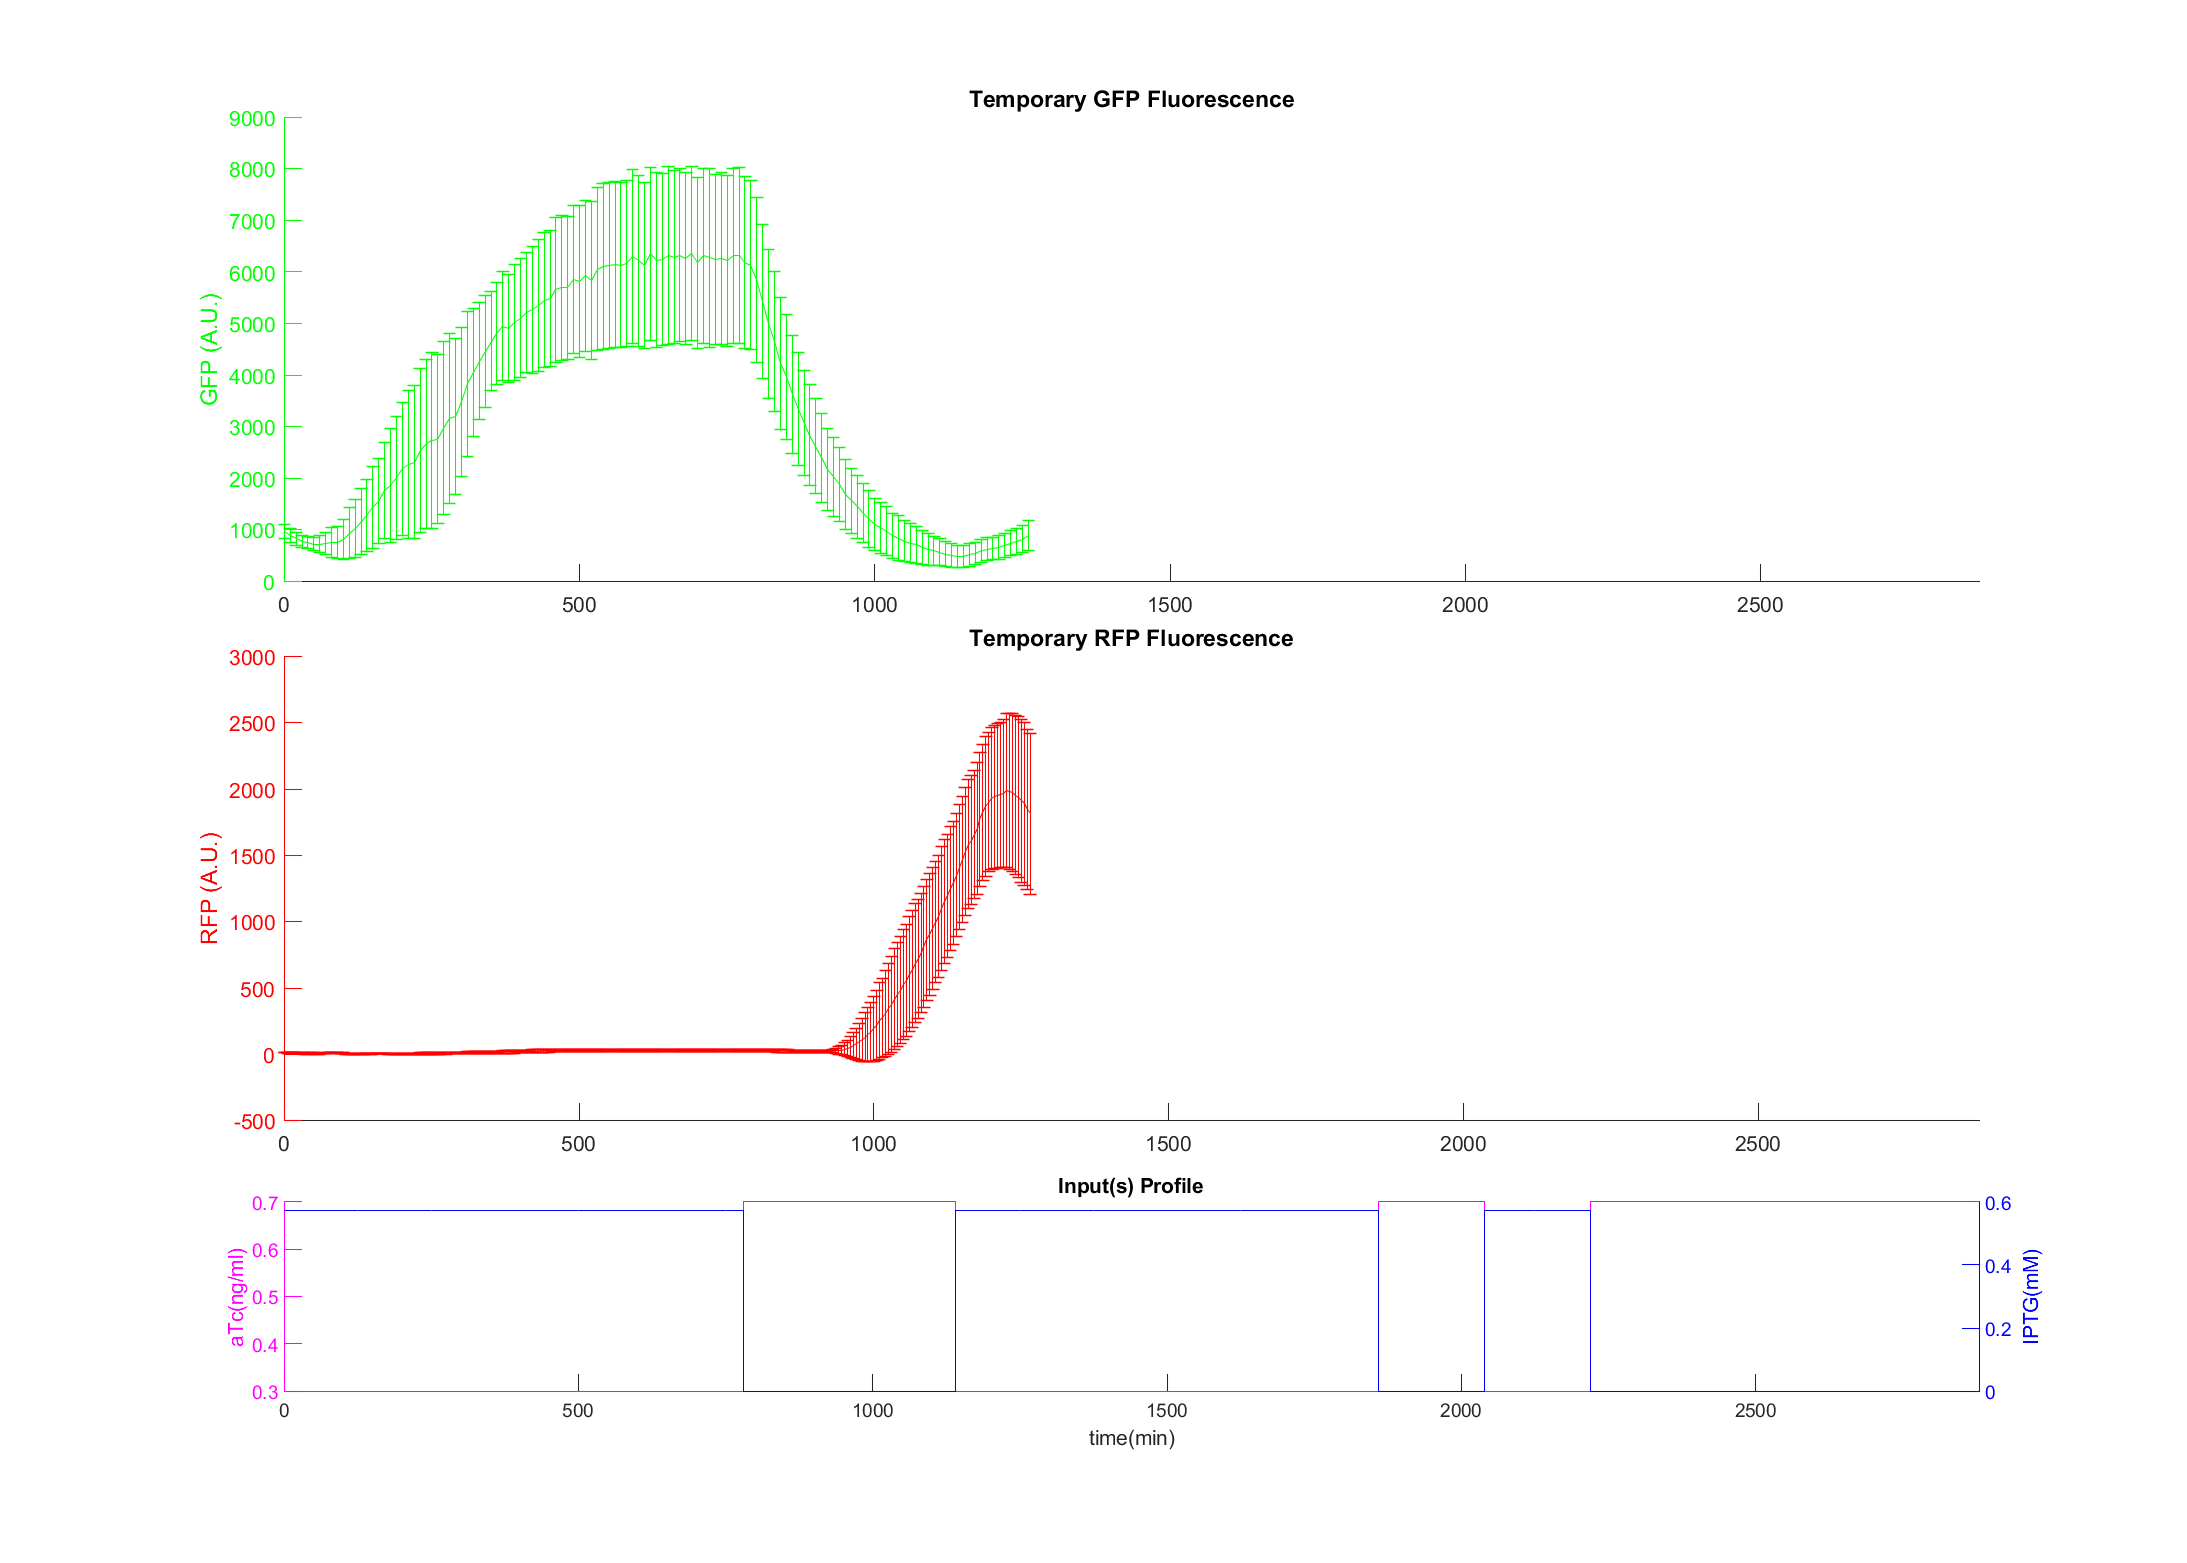 Temporary GFP Fluorescence
9000
8000
7000
6000
5000
4000
3000
2000
1000
0
GFP (A.U.)
0 500 1000 1500 2000 2500
Temporary RFP Fluorescence
3000
2500
2000
1500
1000
500
0
-500
RFP (A.U.)
0 500 1000 1500 2000 2500
Input(s) Profile
0.7
0.6
0.5
0.4
0.3
aTc(ng/ml)
0.6
0.4
0.2
0
IPTG(mM)
0 500 1000 1500 2000 2500
time(min)